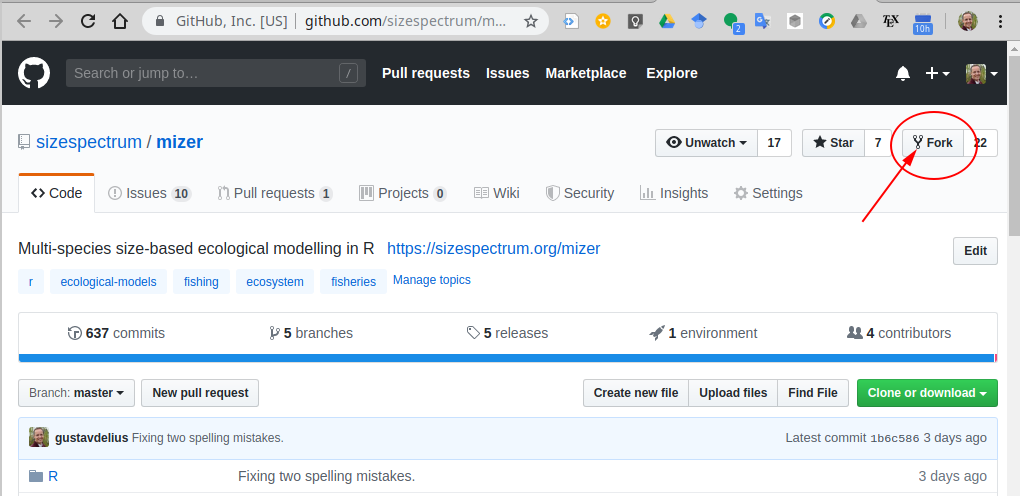 GitHub, Inc. [US] | github.com/sizespectrum/m...
2
TEX
10h
Search or jump to…
/
Pull requests Issues Marketplace Explore
sizespectrum / mizer
Unwatch 17 Star 7 Fork 22
Code Issues 10 Pull requests 1 Projects 0 Wiki Security Insights Settings
Multi-species size-based ecological modelling in R https://sizespectrum.org/mizer
Edit
r ecological-models fishing ecosystem fisheries Manage topics
637 commits 5 branches 5 releases 1 environment 4 contributors
Branch: master New pull request Create new file Upload files Find File Clone or download
gustavdelius Fixing two spelling mistakes. Latest commit 1b6c586 3 days ago
R Fixing two spelling mistakes. 3 days ago